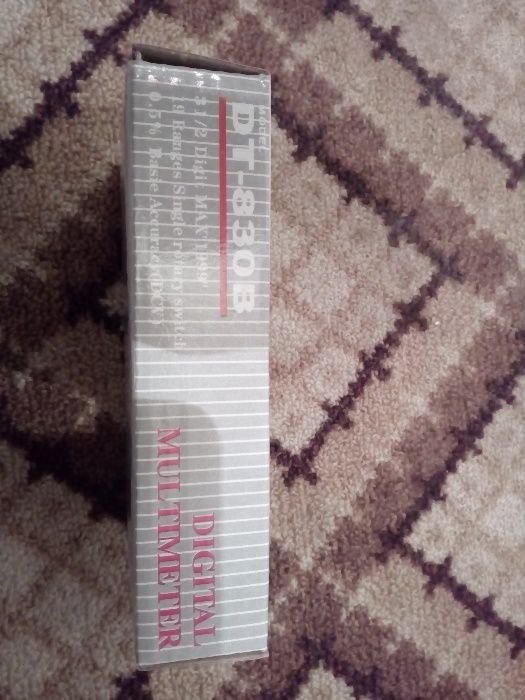 MODEL
DT-830B
3 1/2 Digit MAX 1999
Ranges Single rotary switch
0.5% Basic Accuracy(DCV)
DIGITAL
MULTIMETER